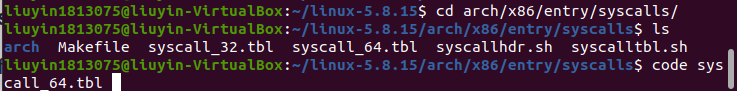 liuyin1813075@liuyin-VirtualBox:~/linux-5.8.15$ cd arch/x86/entry/syscalls/
liuyin1813075@liuyin-VirtualBox:~/linux-5.8.15/arch/x86/entry/syscalls$ ls
arch  Makefile  syscall_32.tbl  syscall_64.tbl  syscallhdr.sh  syscalltbl.sh
liuyin1813075@liuyin-VirtualBox:~/linux-5.8.15/arch/x86/entry/syscalls$ code sys
call_64.tbl